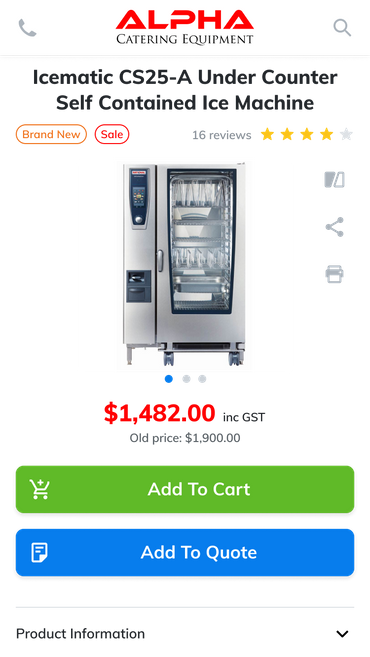 ALPHA
CATERING EQUIPMENT
Icematic CS25-A Under Counter
Self Contained Ice Machine
Brand New
Sale
16 reviews
$1,482.00 inc GST
Old price: $1,900.00
Add To Cart
Add To Quote
Product Information